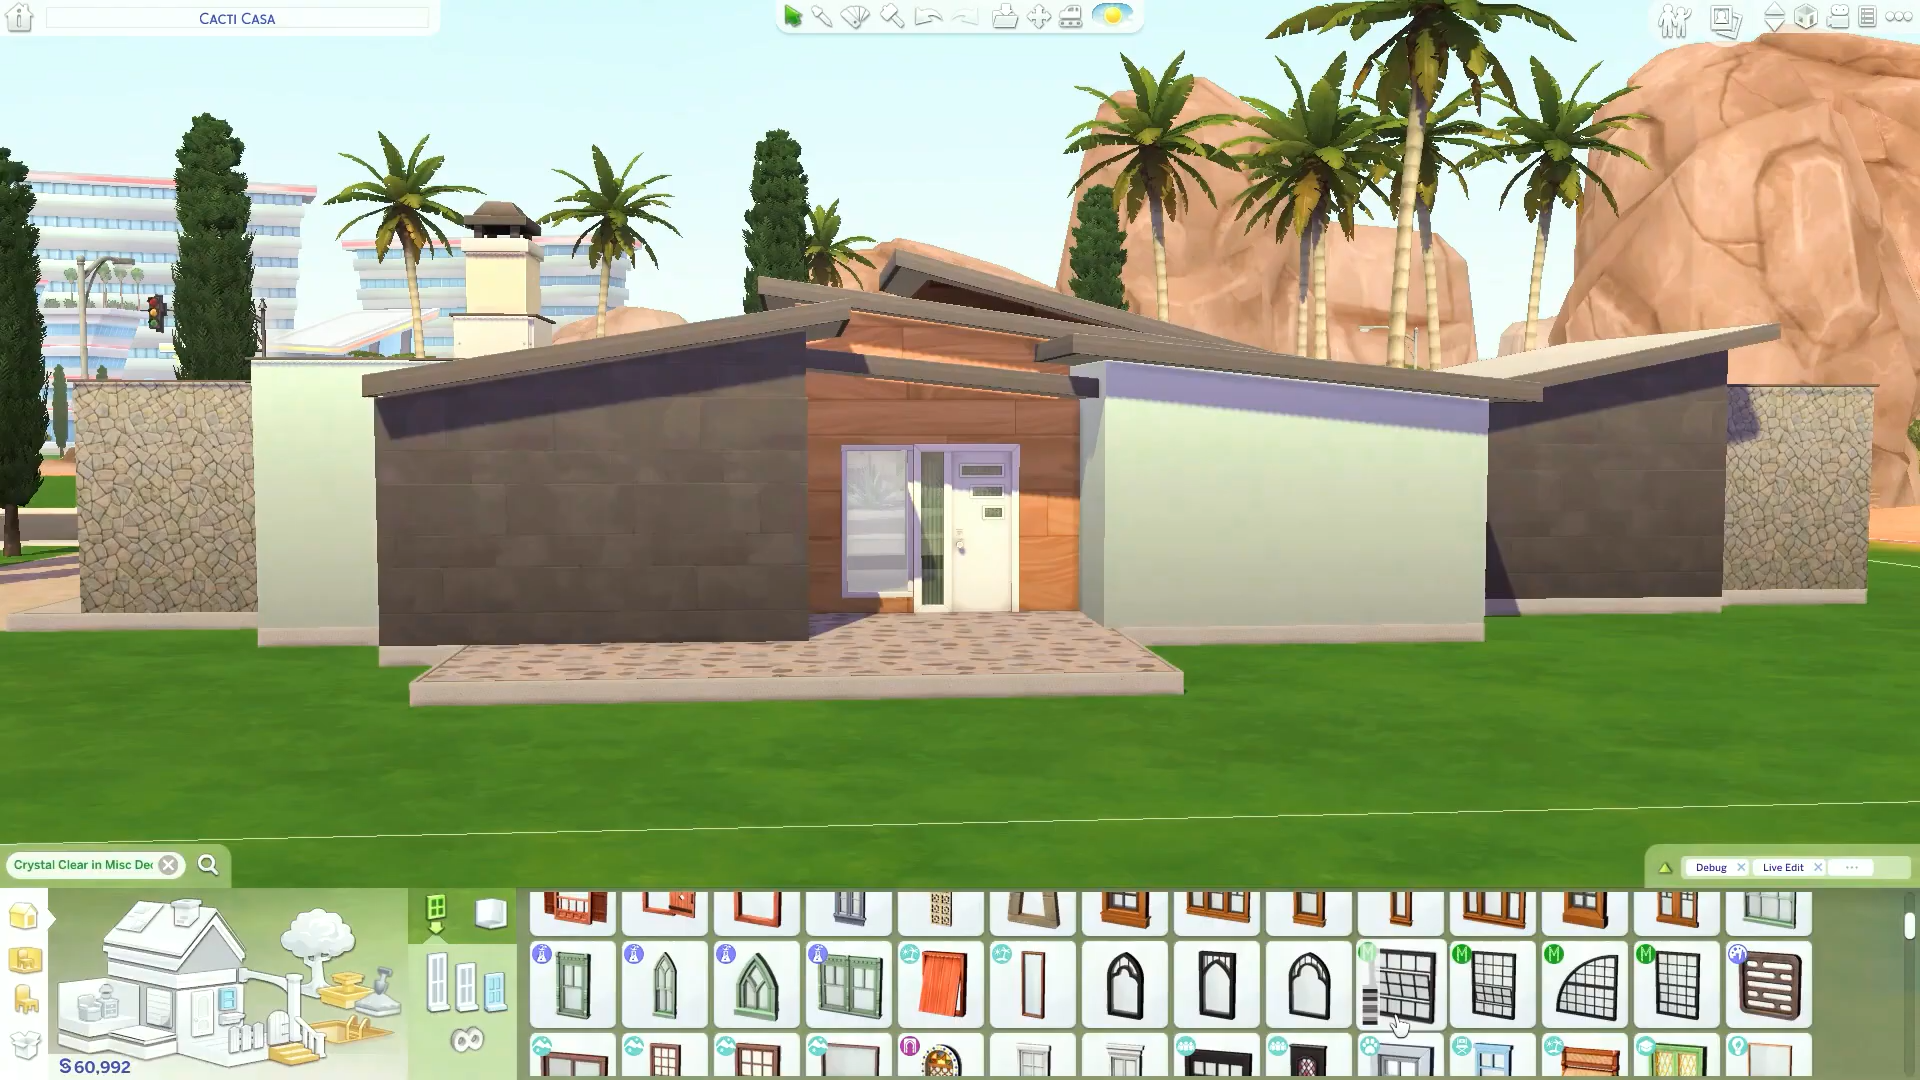 CACTI CASA
Crystal Clear in Misc Dec
Debug
Live Edit
...
§60,992
M
M
M
M